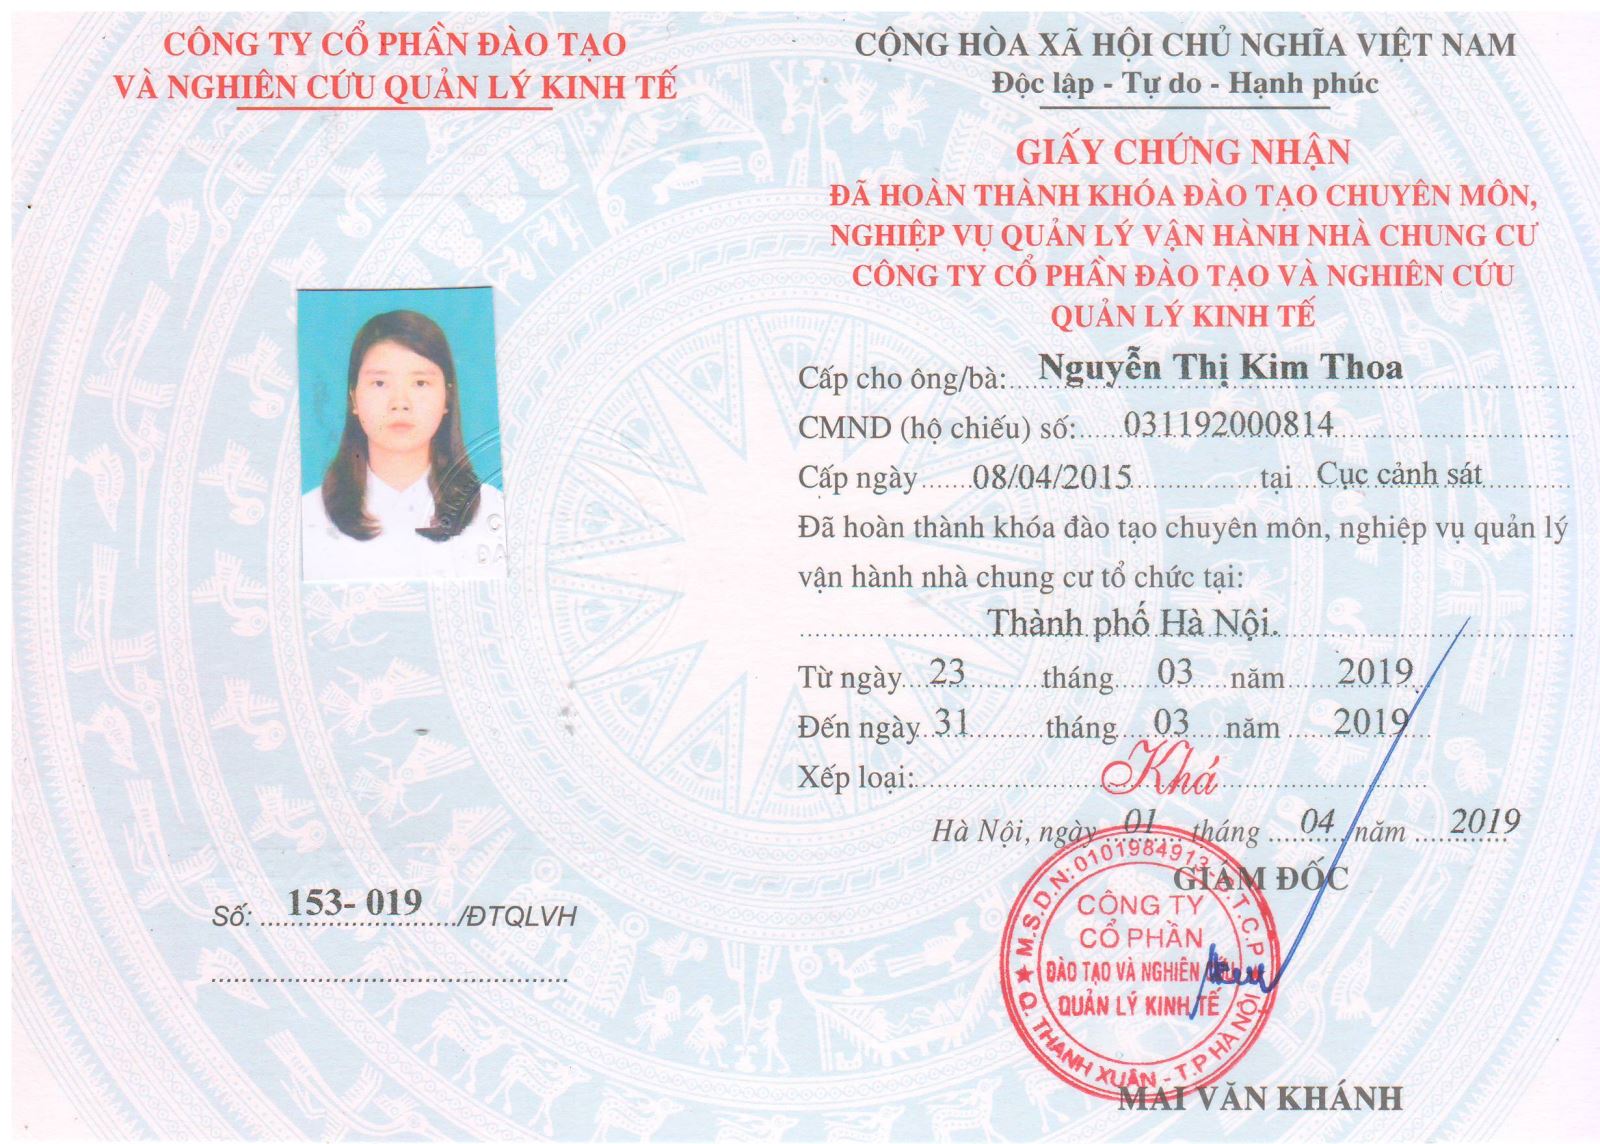 CÔNG TY CỔ PHẦN ĐÀO TẠO
VÀ NGHIÊN CỨU QUẢN LÝ KINH TẾ
Số: 153- 019 /ĐTQLVH
CỘNG HÒA XÃ HỘI CHỦ NGHĨA VIỆT NAM
Độc lập - Tự do - Hạnh phúc
GIẤY CHỨNG NHẬN
ĐÃ HOÀN THÀNH KHÓA ĐÀO TẠO CHUYÊN MÔN,
NGHIỆP VỤ QUẢN LÝ VẬN HÀNH NHÀ CHUNG CƯ
CÔNG TY CỔ PHẦN ĐÀO TẠO VÀ NGHIÊN CỨU
QUẢN LÝ KINH TẾ
Cấp cho ông/bà: Nguyễn Thị Kim Thoa
CMND (hộ chiếu) số: 031192000814
Cấp ngày 08/04/2015 tại Cục cảnh sát
Đã hoàn thành khóa đào tạo chuyên môn, nghiệp vụ quản lý
vận hành nhà chung cư tổ chức tại:
Thành phố Hà Nội.
Từ ngày 23 tháng 03 năm 2019
Đến ngày 31 tháng 03 năm 2019
Xếp loại: Khá
Hà Nội, ngày 01 tháng 04 năm 2019
GIÁM ĐỐC
M.S.D.N: 0101984913- C.T.C.P
CÔNG TY
CỔ PHẦN
ĐÀO TẠO VÀ NGHIÊN CỨU
QUẢN LÝ KINH TẾ
Q. THANH XUÂN - T.P HÀ NỘI
MAI VĂN KHÁNH